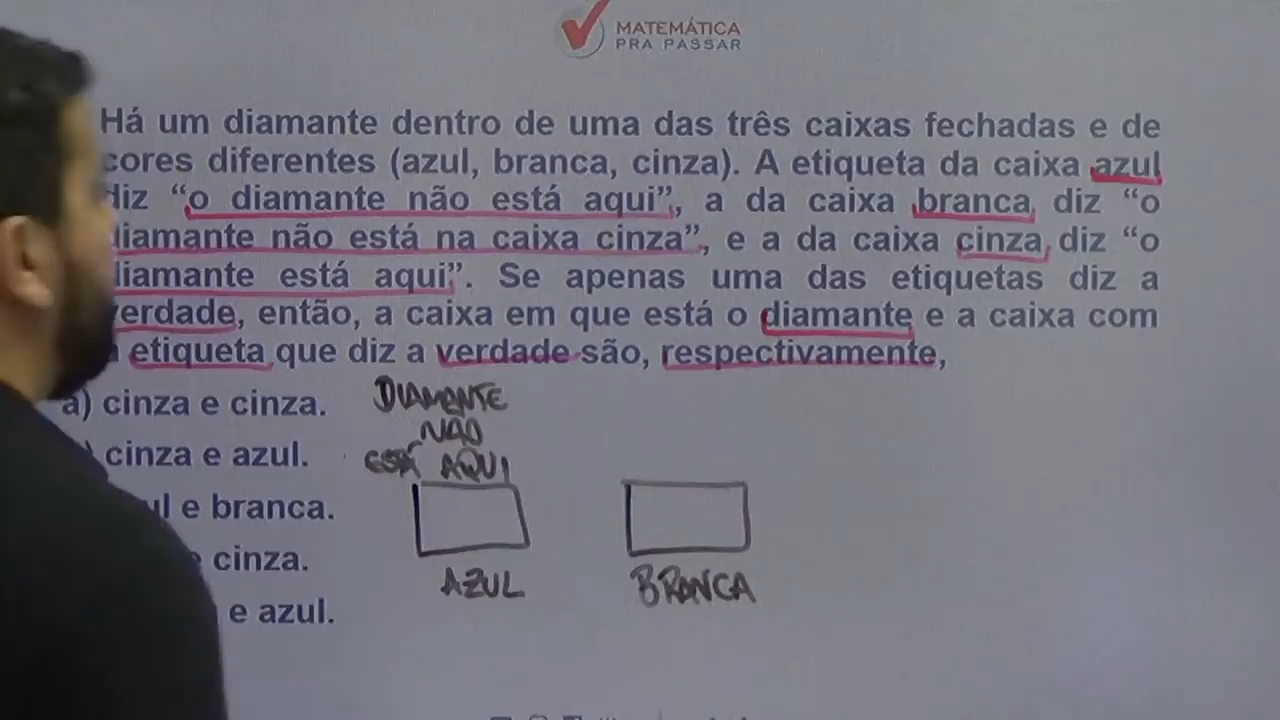 MATEMÁTICA
PRA PASSAR
Há um diamante dentro de uma das três caixas fechadas e de
cores diferentes (azul, branca, cinza). A etiqueta da caixa azul
diz “o diamante não está aqui”, a da caixa branca diz “o
diamante não está na caixa cinza”, e a da caixa cinza diz “o
diamante está aqui”. Se apenas uma das etiquetas diz a
verdade, então, a caixa em que está o diamante e a caixa com
etiqueta que diz a verdade são, respectivamente,
a) cinza e cinza.
cinza e azul.
e branca.
cinza.
e azul.
DIAMANTE
NÃO
ESTÁ AQUI
AZUL
BRANCA